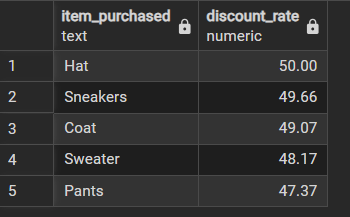 item_purchased discount_rate
text numeric
1 Hat 50.00
2 Sneakers 49.66
3 Coat 49.07
4 Sweater 48.17
5 Pants 47.37